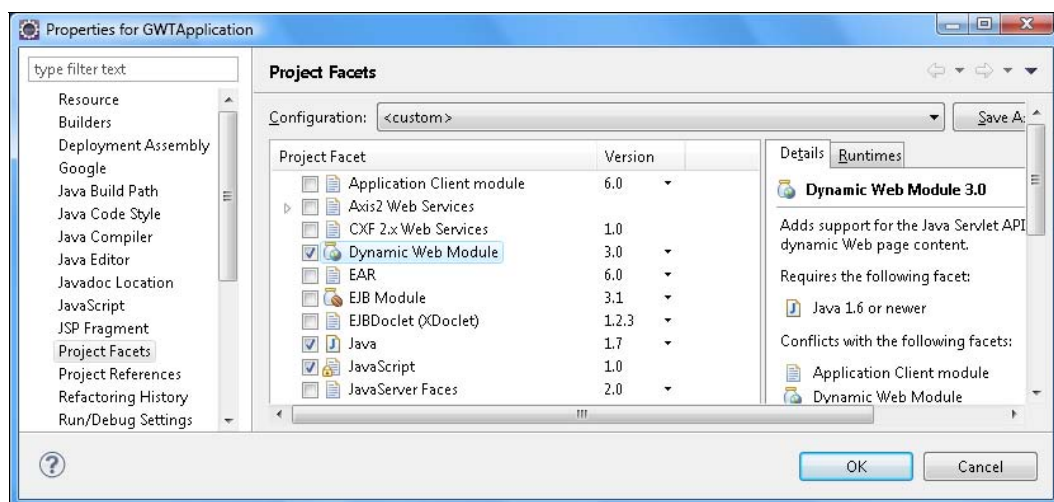 Properties for GWTApplication
type filter text
Resource
Builders
Deployment Assembly
Google
Java Build Path
Java Code Style
Java Compiler
Java Editor
Javadoc Location
JavaScript
JSP Fragment
Project Facets
Project References
Refactoring History
Run/Debug Settings
Project Facets
Configuration: <custom>
Save A
Project Facet Version
Application Client module 6.0
Axis2 Web Services
CXF 2.x Web Services 1.0
Dynamic Web Module 3.0
EAR 6.0
EJB Module 3.1
EJBDoclet (XDoclet) 1.2.3
Java 1.7
JavaScript 1.0
JavaServer Faces 2.0
Details Runtimes
Dynamic Web Module 3.0
Adds support for the Java Servlet API
dynamic Web page content.
Requires the following facet:
Java 1.6 or newer
Conflicts with the following facets:
Application Client module
Dynamic Web Module
OK Cancel